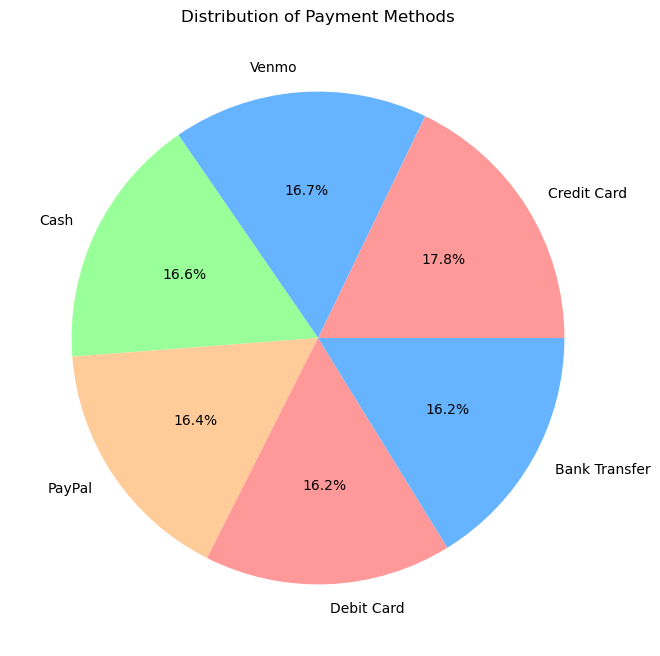 Distribution of Payment Methods
Venmo
Credit Card
16.7%
Cash
17.8%
16.6%
16.2%
16.4%
Bank Transfer
PayPal
16.2%
Debit Card